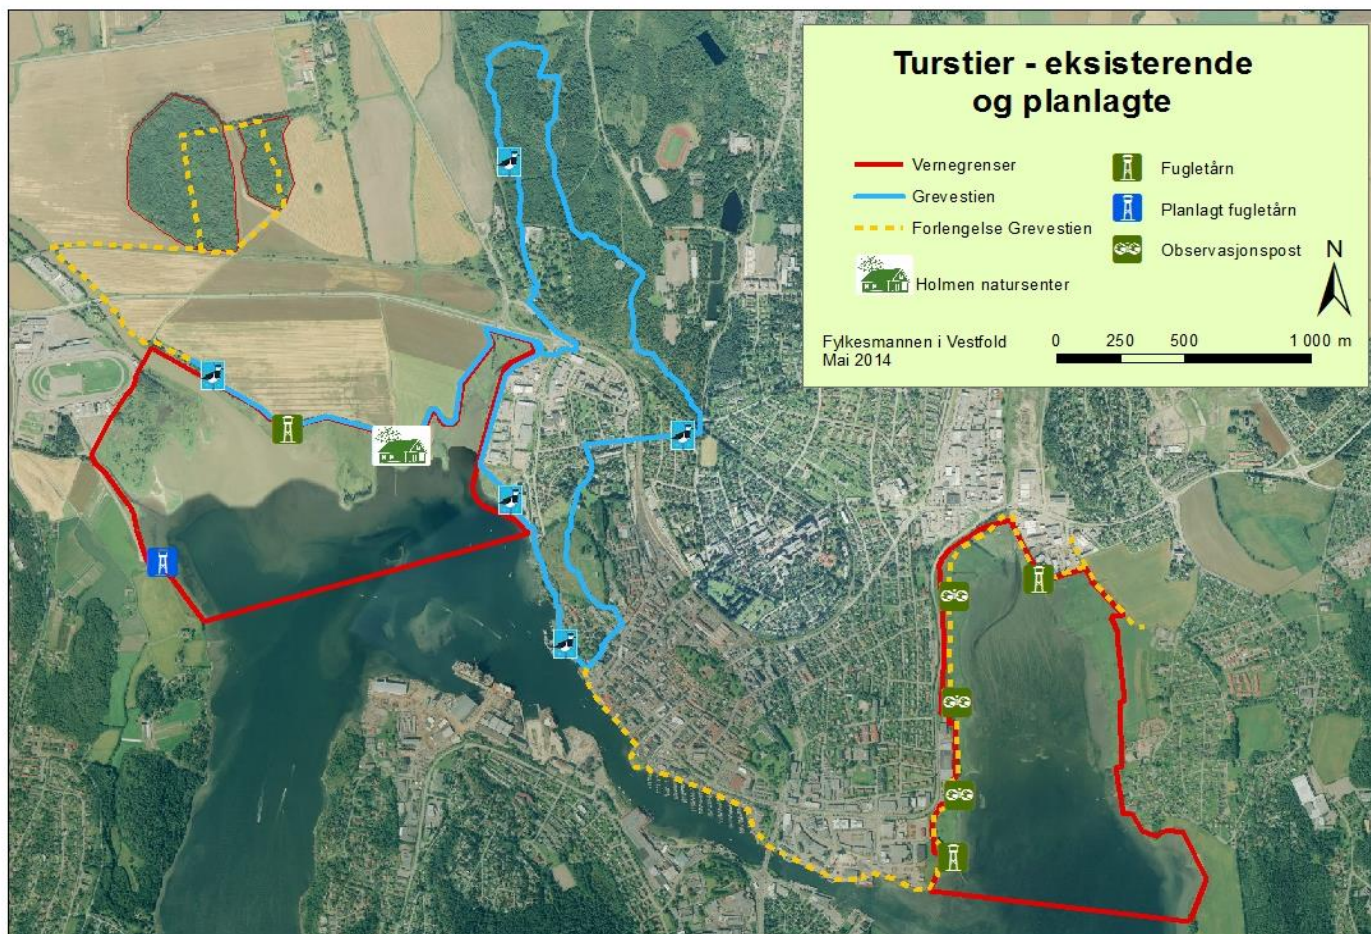 Turstier - eksisterende
og planlagte
Vernegrenser
Grevestien
Forlengelse Grevestien
Holmen natursenter
Fugletårn
Planlagt fugletårn
Observasjonspost
N
Fylkesmannen i Vestfold
Mai 2014
0 250 500 1 000 m